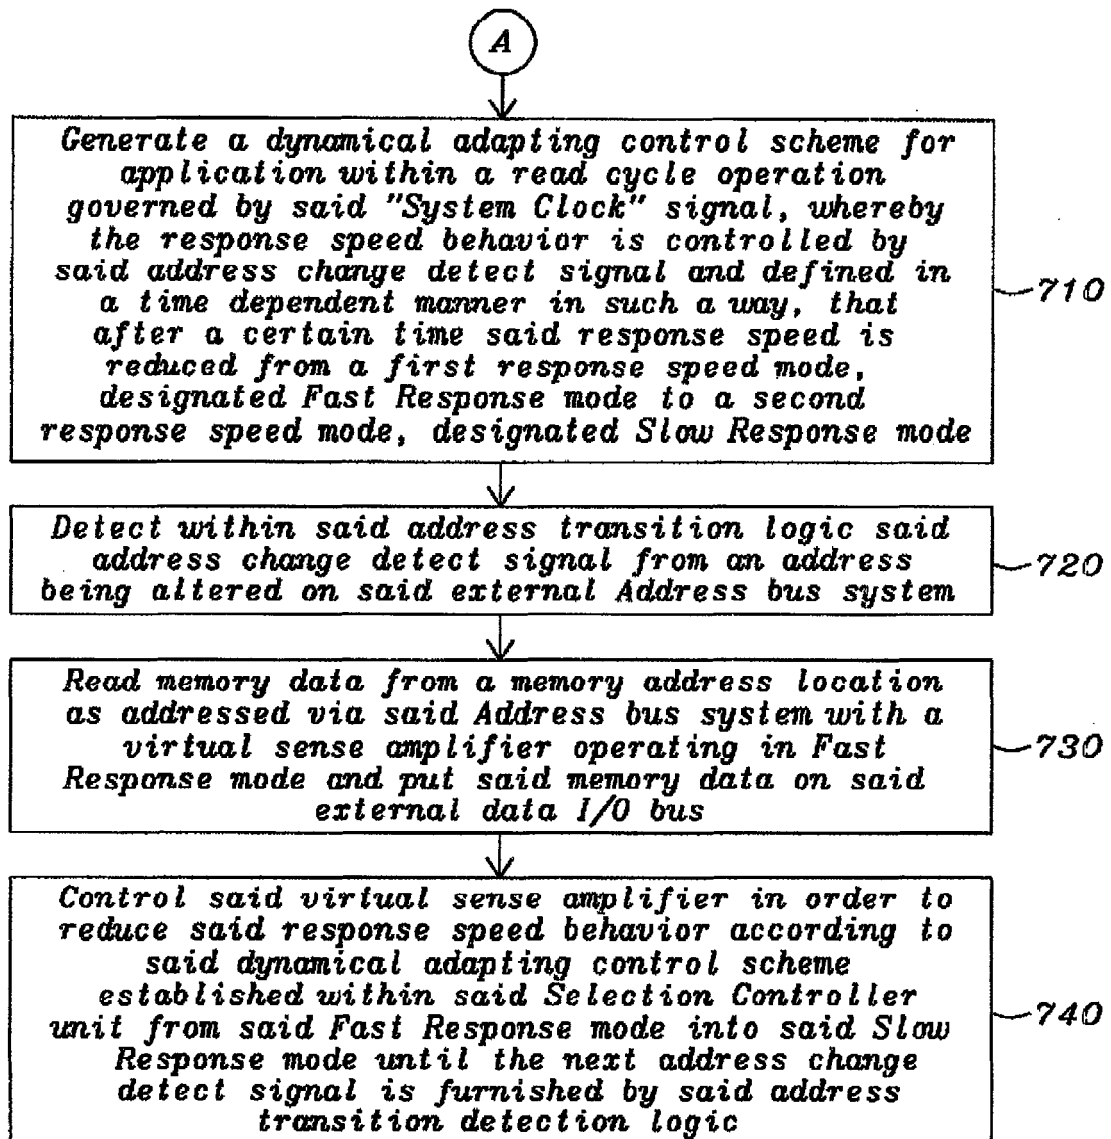 A
Generate a dynamical adapting control scheme for
application within a read cycle operation
governed by said "System Clock" signal, whereby
the response speed behavior is controlled by
said address change detect signal and defined in
a time dependent manner in such a way, that
after a certain time said response speed is
reduced from a first response speed mode,
designated Fast Response mode to a second
response speed mode, designated Slow Response mode
710
Detect within said address transition logic said
address change detect signal from an address
being altered on said external Address bus system
720
Read memory data from a memory address location
as addressed via said Address bus system with a
virtual sense amplifier operating in Fast
Response mode and put said memory data on said
external data I/O bus
730
Control said virtual sense amplifier in order to
reduce said response speed behavior according to
said dynamical adapting control scheme
established within said Selection Controller
unit from said Fast Response mode into said Slow
Response mode until the next address change
detect signal is furnished by said address
transition detection logic
740